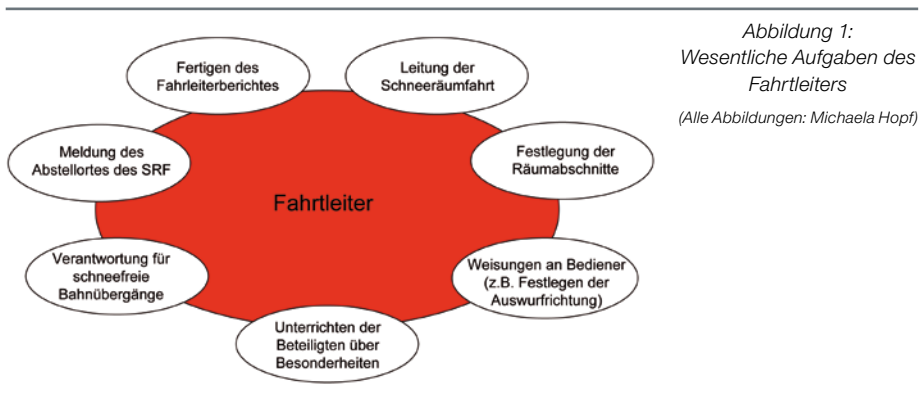 Abbildung 1:
Wesentliche Aufgaben des
Fahrtleiters
(Alle Abbildungen: Michaela Hopf)
Fertigen des
Fahrleiterberichtes
Leitung der
Schneeräumfahrt
Meldung des
Abstellortes des SRF
Festlegung der
Räumabschnitte
Fahrtleiter
Verantwortung für
schneefreie
Bahnübergänge
Weisungen an Bediener
(z.B. Festlegen der
Auswurfrichtung)
Unterrichten der
Beteiligten über
Besonderheiten